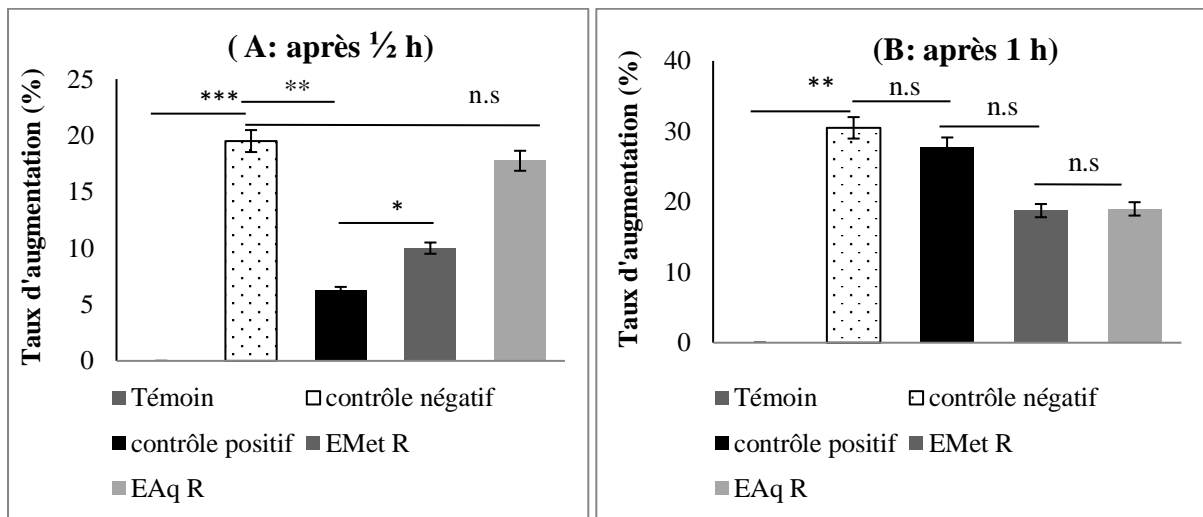 ( A: après ½ h)
Taux d'augmentation (%)
25
20
15
10
5
0
***
**
n.s
*
Témoin
contrôle négatif
contrôle positif
EMet R
EAq R
(B: après 1 h)
Taux d'augmentation (%)
40
30
20
10
0
**
n.s
n.s
n.s
Témoin
contrôle négatif
contrôle positif
EMet R
EAq R